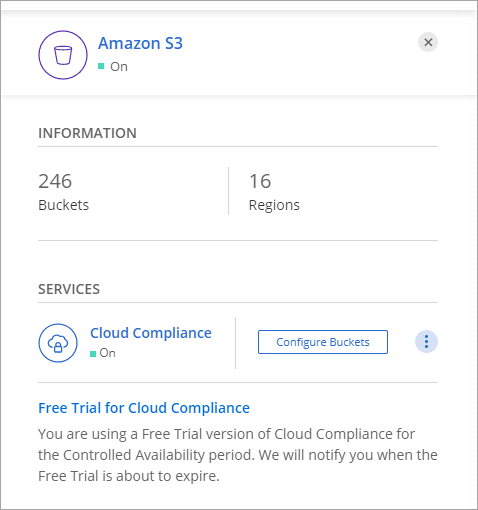 Amazon S3
On
INFORMATION
246
Buckets
16
Regions
SERVICES
Cloud Compliance
On
Configure Buckets
Free Trial for Cloud Compliance
You are using a Free Trial version of Cloud Compliance for
the Controlled Availability period. We will notify you when the
Free Trial is about to expire.